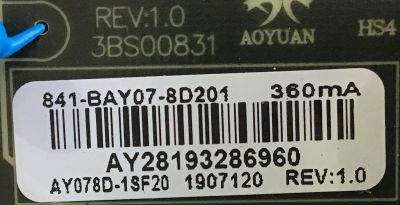 REV:1.0
3BS00831
AOYUAN
HS4
841-BAY07-8D201 360mA
AY28193286960
AY078D-1SF20 1907120 REV:1.0